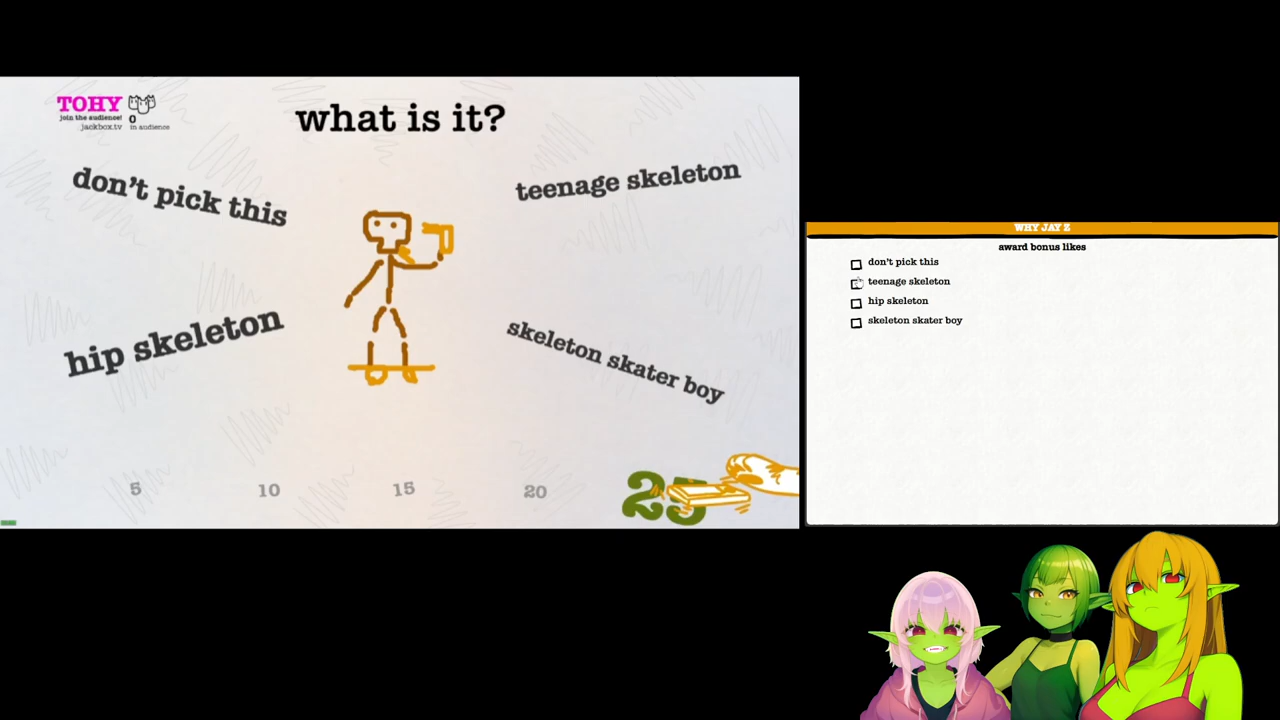 TOHY
join the audience!
jackbox.tv
0
in audience
what is it?
don't pick this
teenage skeleton
hip skeleton
skeleton skater boy
5
10
15
20
25
WHY JAY Z
award bonus likes
don't pick this
teenage skeleton
hip skeleton
skeleton skater boy